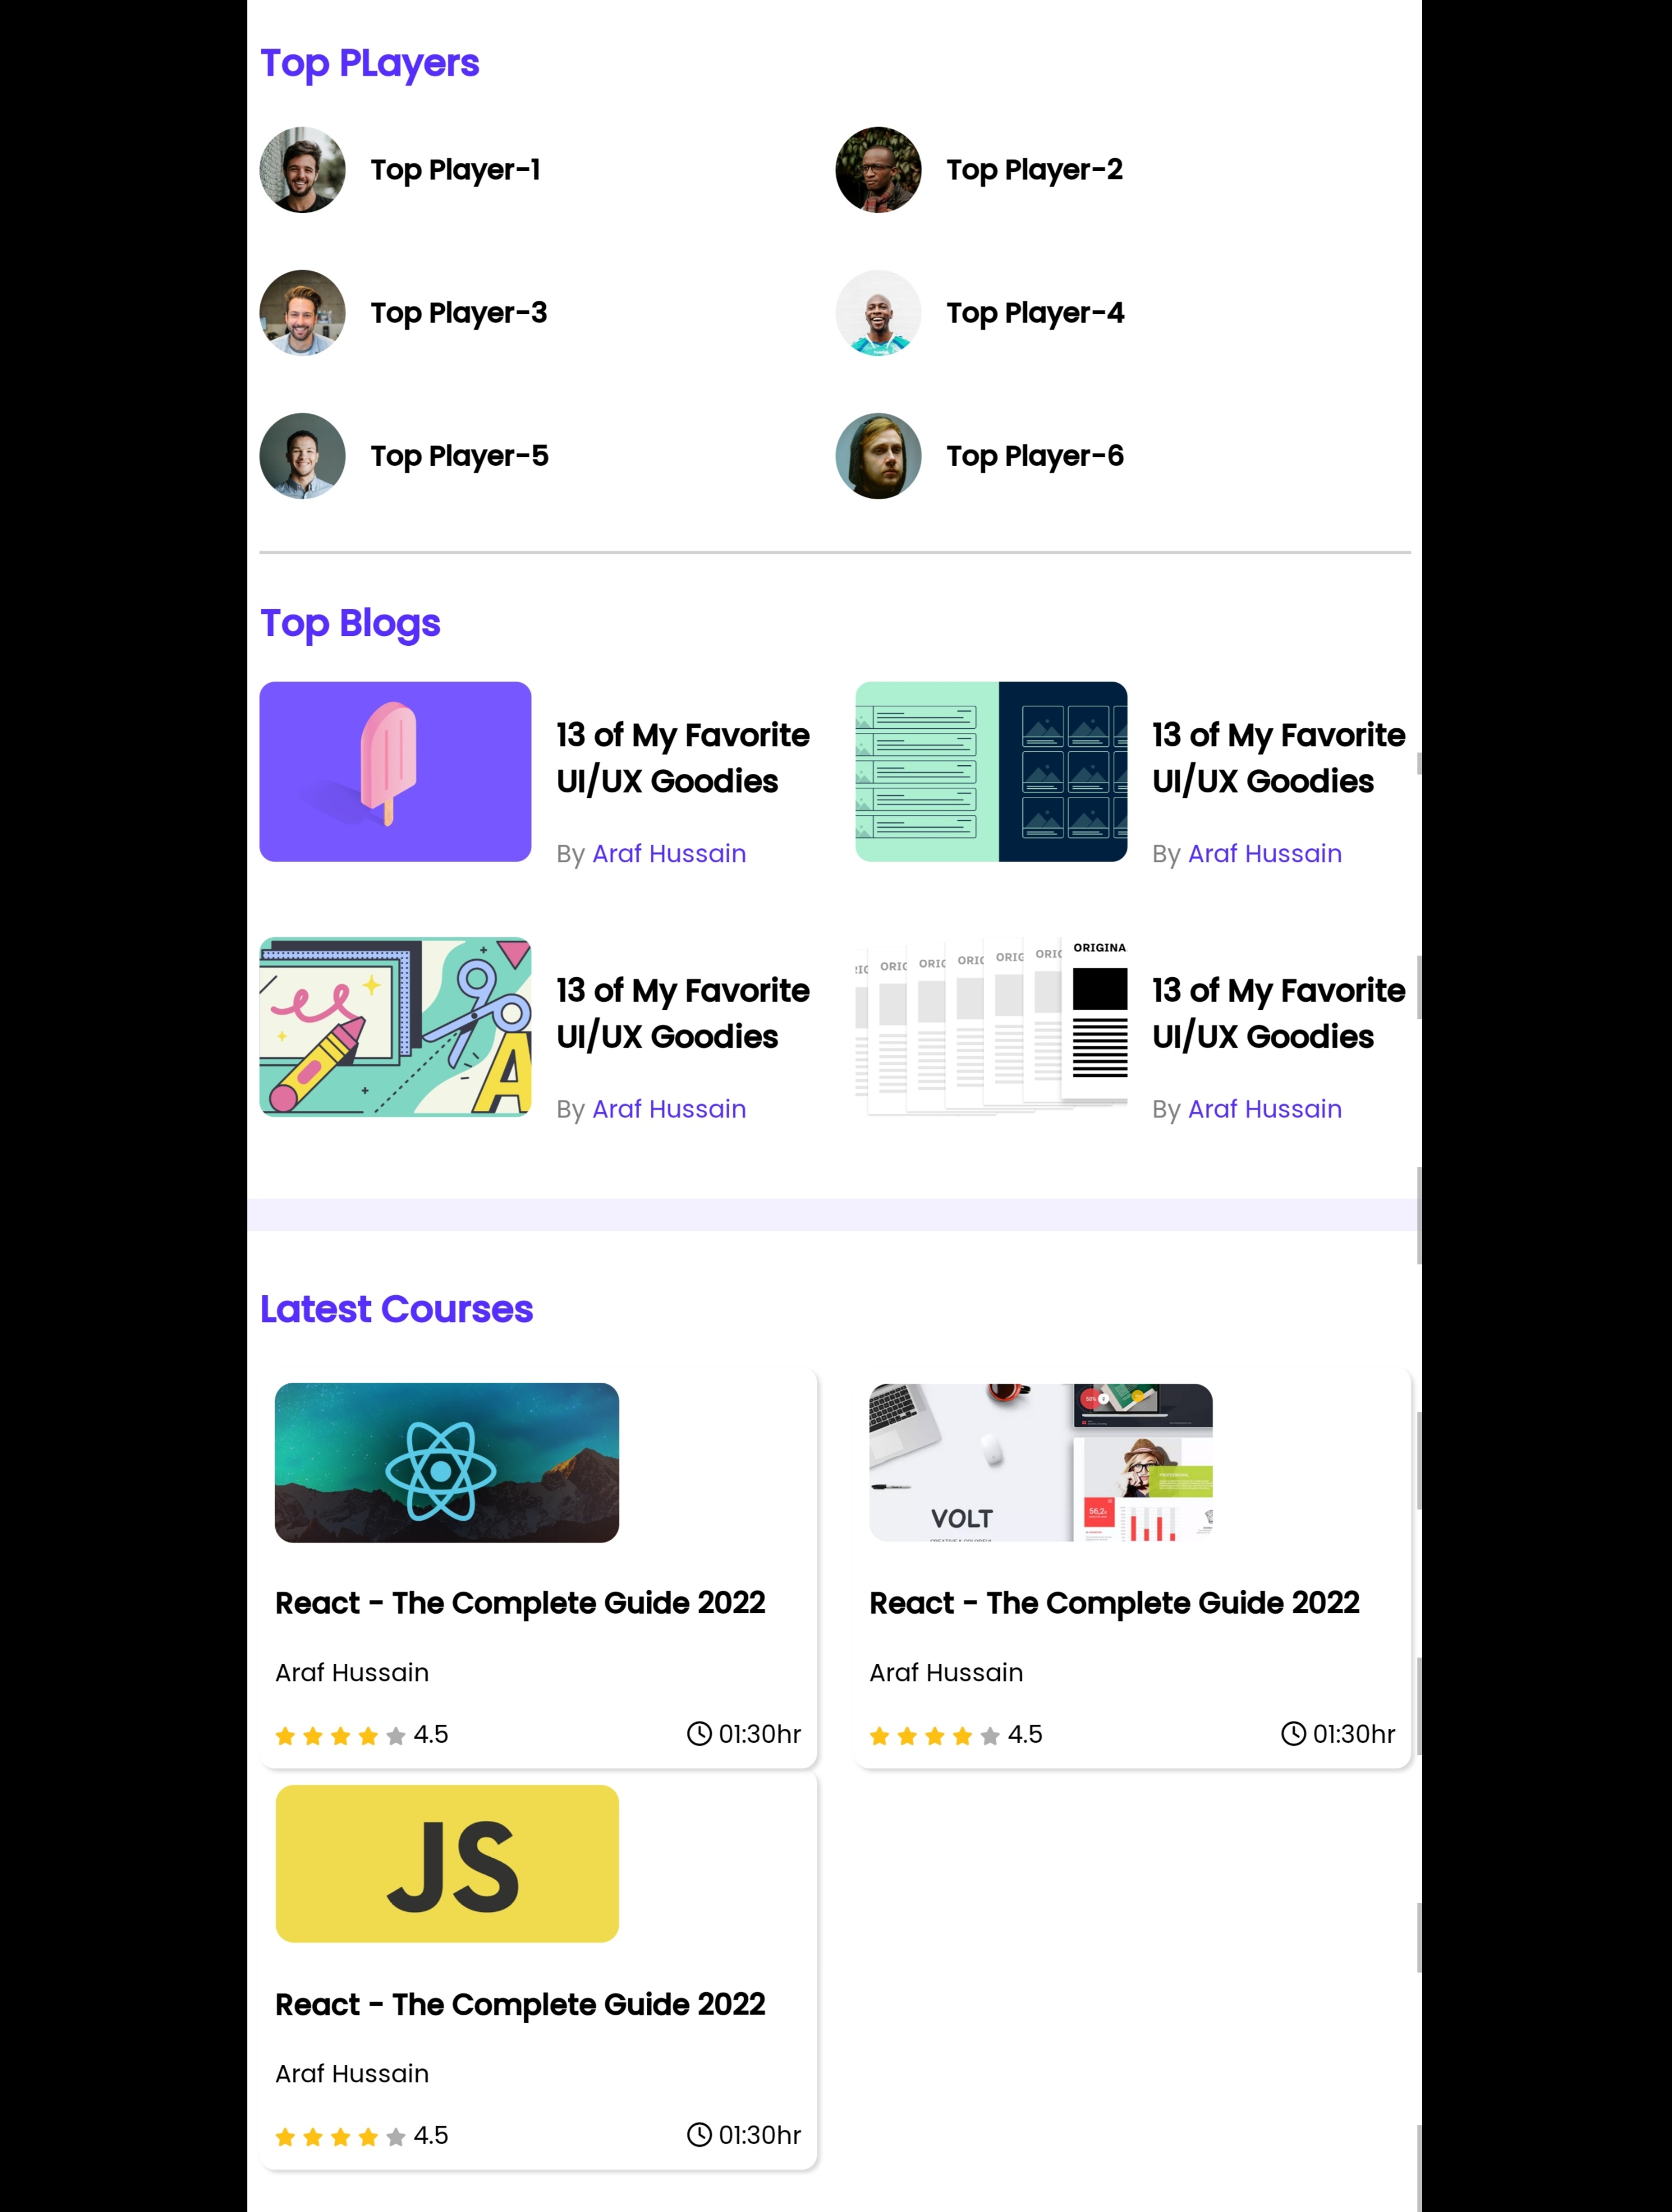 Top PLayers
Top Player-1
Top Player-2
Top Player-3
Top Player-4
Top Player-5
Top Player-6
Top Blogs
13 of My Favorite
UI/UX Goodies
By Araf Hussain
13 of My Favorite
UI/UX Goodies
By Araf Hussain
13 of My Favorite
UI/UX Goodies
By Araf Hussain
ORIG
ORIG
ORIG
ORIG
ORIG
ORIGINA
13 of My Favorite
UI/UX Goodies
By Araf Hussain
Latest Courses
React - The Complete Guide 2022
Araf Hussain
4.5
01:30hr
VOLT
React - The Complete Guide 2022
Araf Hussain
4.5
01:30hr
JS
React - The Complete Guide 2022
Araf Hussain
4.5
01:30hr